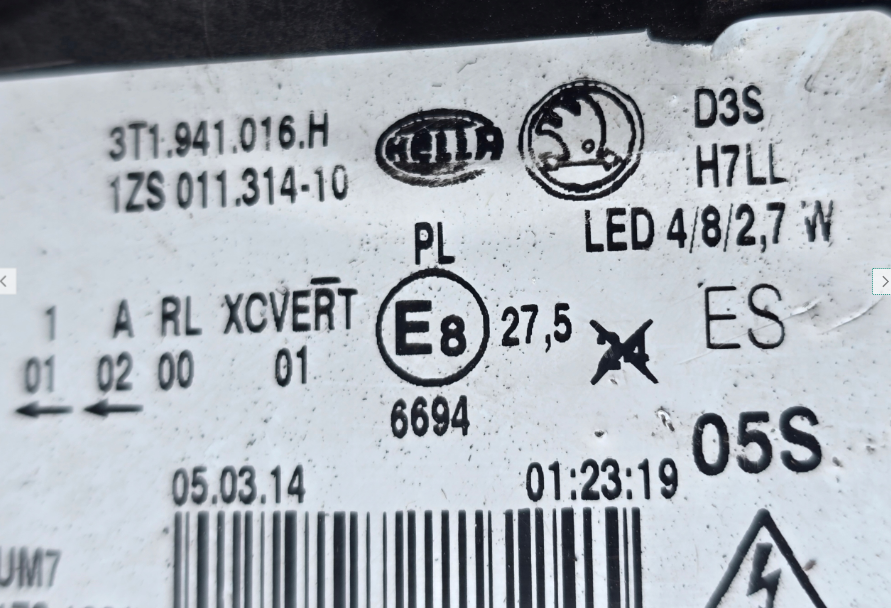 3T1.941.016.H
1ZS 011.314-10
HELLA
D3S
H7LL
LED 4/8/2,7 W
PL
1 A RL XCVER̅T
01 02 00 01
E8
27,5
ES
6694
05S
05.03.14
01:23:19
UM7